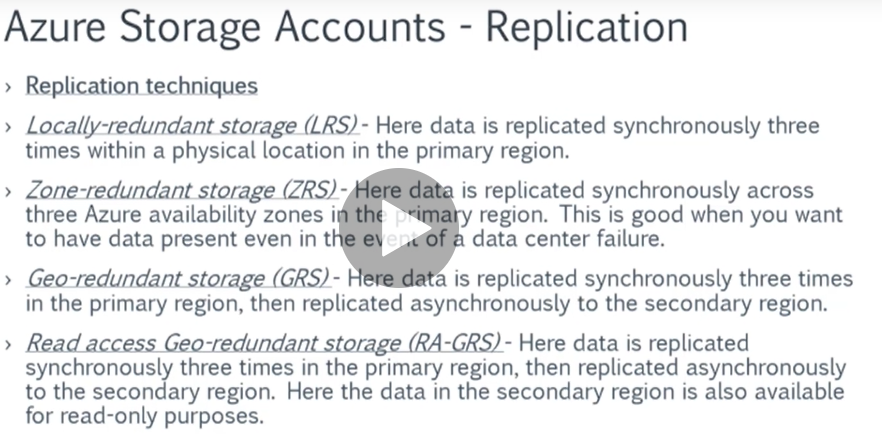 Azure Storage Accounts - Replication
› Replication techniques
› Locally-redundant storage (LRS) - Here data is replicated synchronously three
times within a physical location in the primary region.
› Zone-redundant storage (ZRS) - Here data is replicated synchronously across
three Azure availability zones in the primary region. This is good when you want
to have data present even in the event of a data center failure.
› Geo-redundant storage (GRS) - Here data is replicated synchronously three times
in the primary region, then replicated asynchronously to the secondary region.
› Read access Geo-redundant storage (RA-GRS) - Here data is replicated
synchronously three times in the primary region, then replicated asynchronously
to the secondary region. Here the data in the secondary region is also available
for read-only purposes.